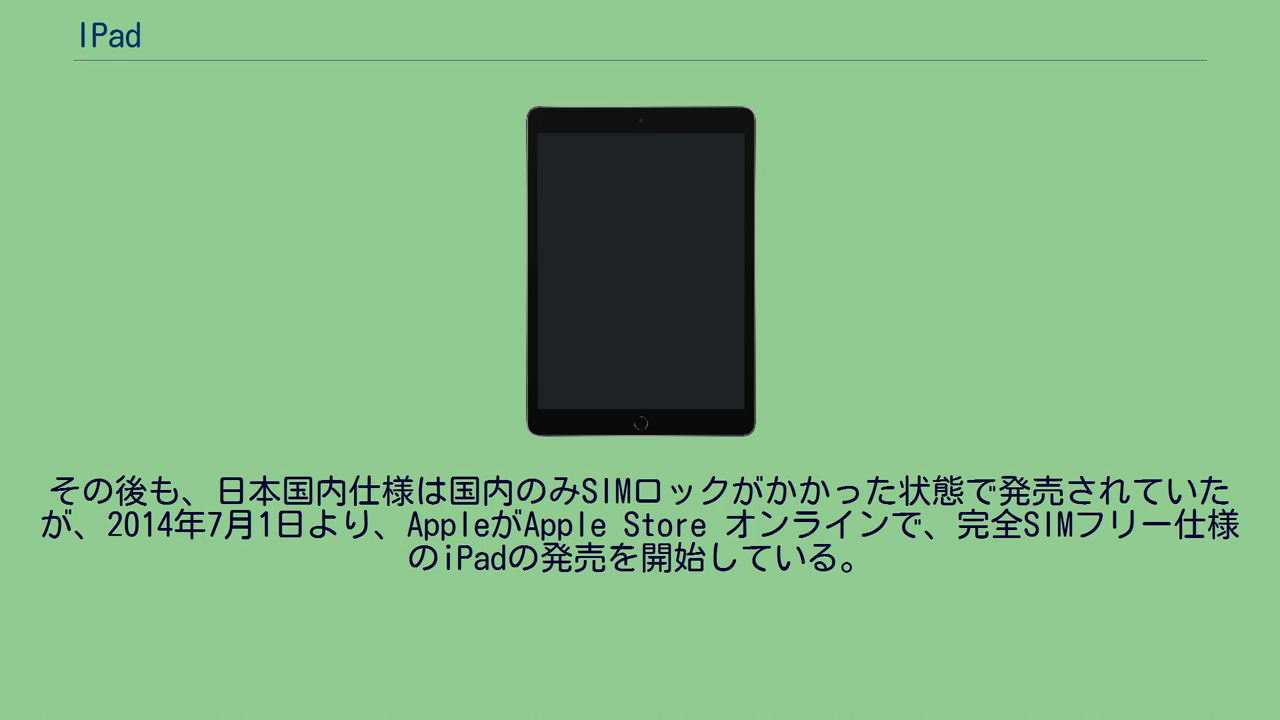 IPad
その後も、日本国内仕様は国内のみSIMロックがかかった状態で発売されていた
が、2014年7月1日より、AppleがApple Store オンラインで、完全SIMフリー仕様
のiPadの発売を開始している。